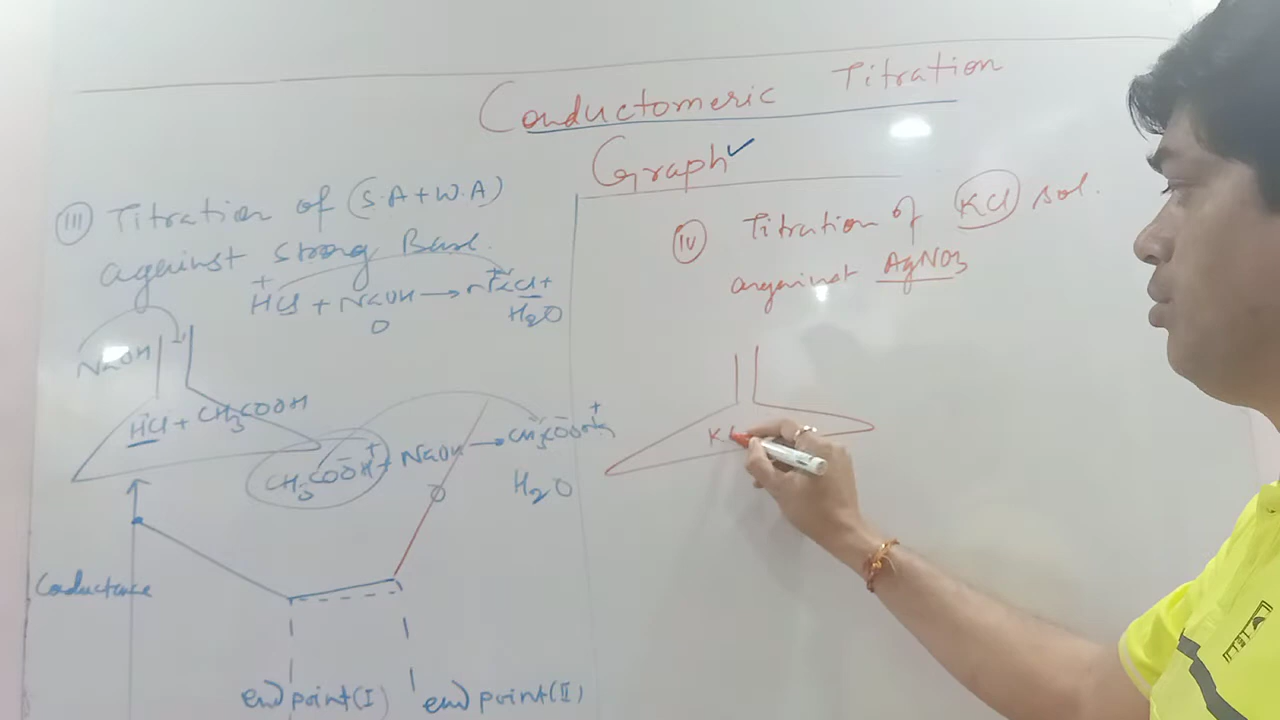 Conductomeric Titration
Graph
(III) Titration of (S.A+W.A)
against strong Base.
HCl + NaOH → NaCl +
H2O
NaOH
HCl + CH3COOH
CH3COOH + NaOH → CH3COONa
H2O
Conductance
end point(I) end point(II)
(IV) Titration of KCl sol.
against AgNO3
KC